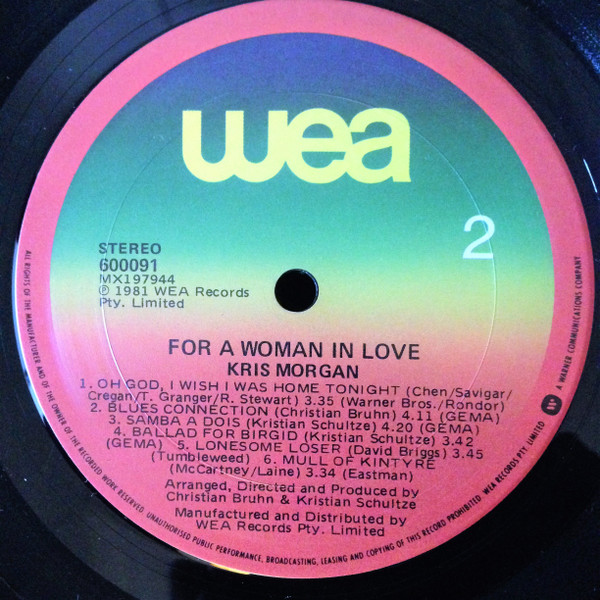 wea
2
STEREO
600091
MX197944
℗ 1981 WEA Records
Pty. Limited
FOR A WOMAN IN LOVE
KRIS MORGAN
1. OH GOD, I WISH I WAS HOME TONIGHT (Chen/Savigar/
Cregan/T. Granger/R. Stewart) 3.35 (Warner Bros./Rondor)
2. BLUES CONNECTION (Christian Bruhn) 4.11 (GEMA)
3. SAMBA A DOIS (Kristian Schultze) 4.20 (GEMA)
4. BALLAD FOR BIRGID (Kristian Schultze) 3.42
(GEMA) 5. LONESOME LOSER (David Briggs) 3.45
(Tumbleweed) 6. MULL OF KINTYRE
(McCartney/Laine) 3.34 (Eastman)
Arranged, Directed and Produced by
Christian Bruhn & Kristian Schultze
Manufactured and Distributed by
WEA Records Pty. Limited
ALL RIGHTS OF THE MANUFACTURER AND OF THE OWNER OF THE RECORDED WORK RESERVED. UNAUTHORISED PUBLIC PERFORMANCE, BROADCASTING, LEASING AND COPYING OF THIS RECORD PROHIBITED. WEA RECORDS PTY. LIMITED
A WARNER COMMUNICATIONS COMPANY